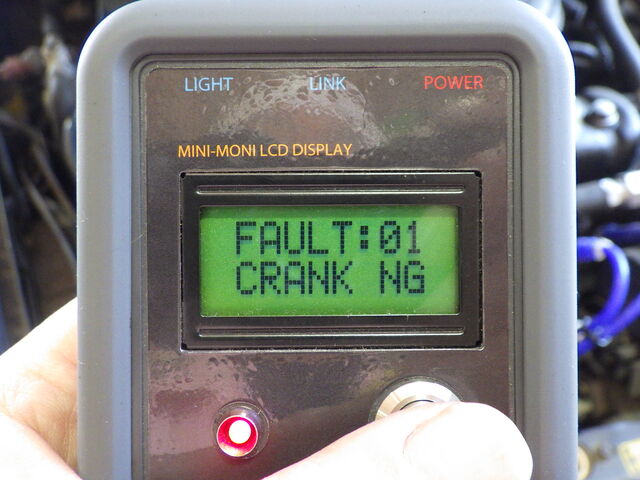 LIGHT LINK POWER
MINI-MONI LCD DISPLAY
FAULT:01
CRANK NG